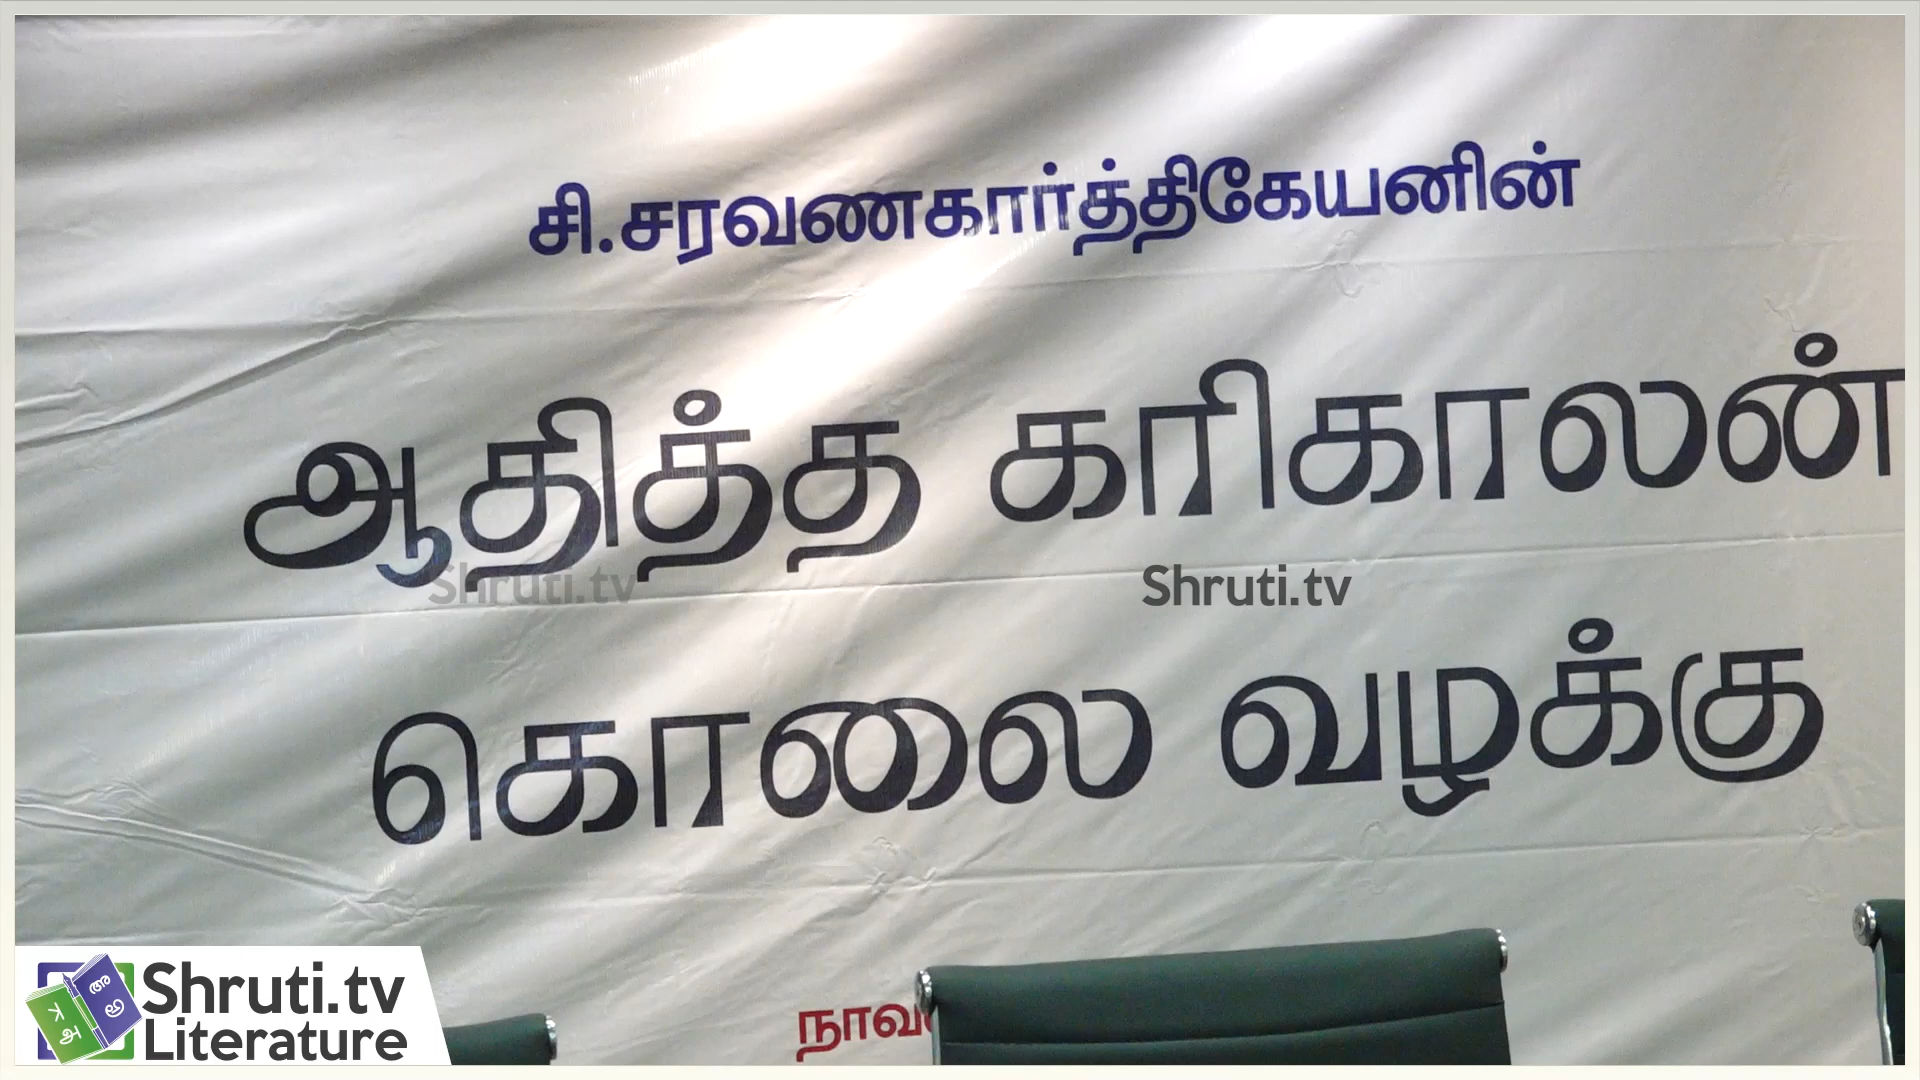 சி.சரவணகார்த்திகேயனின்
ஆதித்த கரிகாலன்
Shruti.tv Shruti.tv
கொலை வழக்கு
Shruti.tv
Literature